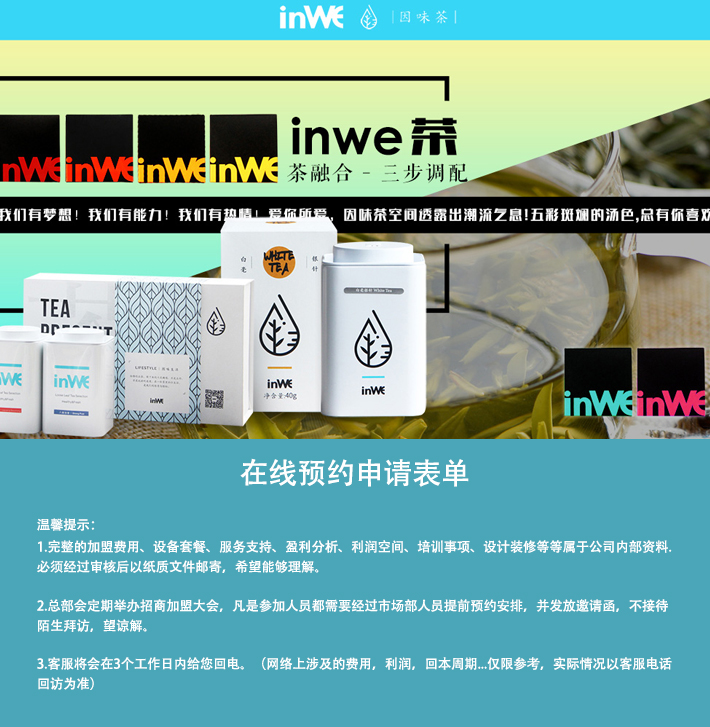 inWE
|因味茶|
inWE
inWE
inWE
inWE
inwe茶
茶融合 - 三步调配
我们有梦想！我们有能力！我们有热情！爱你所爱，因味茶空间透露出潮流气息!五彩斑斓的汤色,总有你喜欢
白毫
WHITE
TEA
银针
白毫银针 White Tea
TEA
PRESENT
LIFESTYLE
inWE
inWE
inWE
净含量:40g
inWE
inWE
inWE
inWE
在线预约申请表单
温馨提示：
1.完整的加盟费用、设备套餐、服务支持、盈利分析、利润空间、培训事项、设计装修等等属于公司内部资料.
必须经过审核后以纸质文件邮寄，希望能够理解。
2.总部会定期举办招商加盟大会，凡是参加人员都需要经过市场部人员提前预约安排，并发放邀请函，不接待
陌生拜访，望谅解。
3.客服将会在3个工作日内给您回电。（网络上涉及的费用，利润，回本周期...仅限参考，实际情况以客服电话
回访为准）